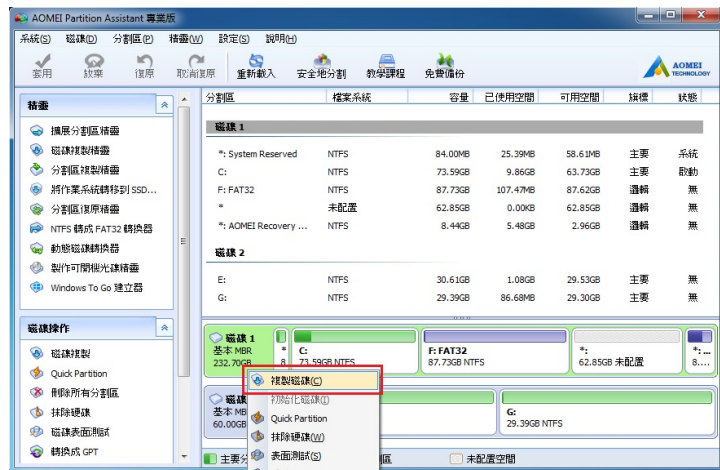 AOMEI Partition Assistant 專業版
系統(S) 磁碟(D) 分割區(P) 精靈(W) 設定(S) 說明(H)
套用 放棄 復原 取消復原 重新載入 安全地分割 教學課程 免費備份 AOMEI TECHNOLOGY
精靈
擴展分割區精靈
磁碟複製精靈
分割區複製精靈
將作業系統轉移到 SSD...
分割區復原精靈
NTFS 轉成 FAT32 轉換器
動態磁碟轉換器
製作可開機光碟精靈
Windows To Go 建立器
磁碟操作
磁碟複製
Quick Partition
刪除所有分割區
抹除硬碟
磁碟表面測試
轉換成 GPT
分割區 檔案系統 容量 已使用空間 可用空間 旗標 狀態
磁碟 1
*: System Reserved NTFS 84.00MB 25.39MB 58.61MB 主要 系統
C: NTFS 73.59GB 9.86GB 63.73GB 主要 啟動
F: FAT32 87.73GB 107.47MB 87.62GB 邏輯 無
* 未配置 62.85GB 0.00KB 62.85GB 邏輯 無
*: AOMEI Recovery ... NTFS 8.44GB 5.48GB 2.96GB 主要 無
磁碟 2
E: NTFS 30.61GB 1.08GB 29.53GB 主要 無
G: NTFS 29.39GB 86.68MB 29.30GB 主要 無
磁碟 1 * C: F: FAT32 *: *: ...
基本 MBR
232.70GB 8 73.59GB NTFS 87.73GB NTFS 62.85GB 未配置 8....
複製磁碟(C)
初始化磁碟(I)
Quick Partition
抹除硬碟(W)
表面測試(S)
磁碟
基本 MB G:
60.00GB 29.39GB NTFS
主要分 區 未配置空間